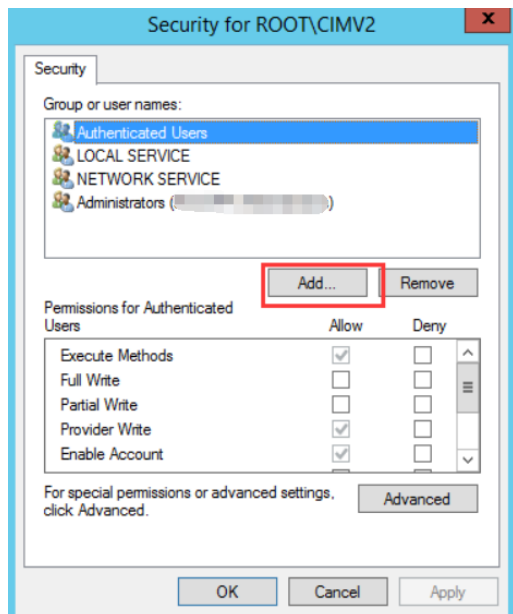 Security for ROOT\CIMV2
x
Security
Group or user names:
Authenticated Users
LOCAL SERVICE
NETWORK SERVICE
Administrators ( )
Add... Remove
Permissions for Authenticated
Users Allow Deny
Execute Methods
Full Write
Partial Write
Provider Write
Enable Account
For special permissions or advanced settings,
click Advanced.
Advanced
OK Cancel Apply